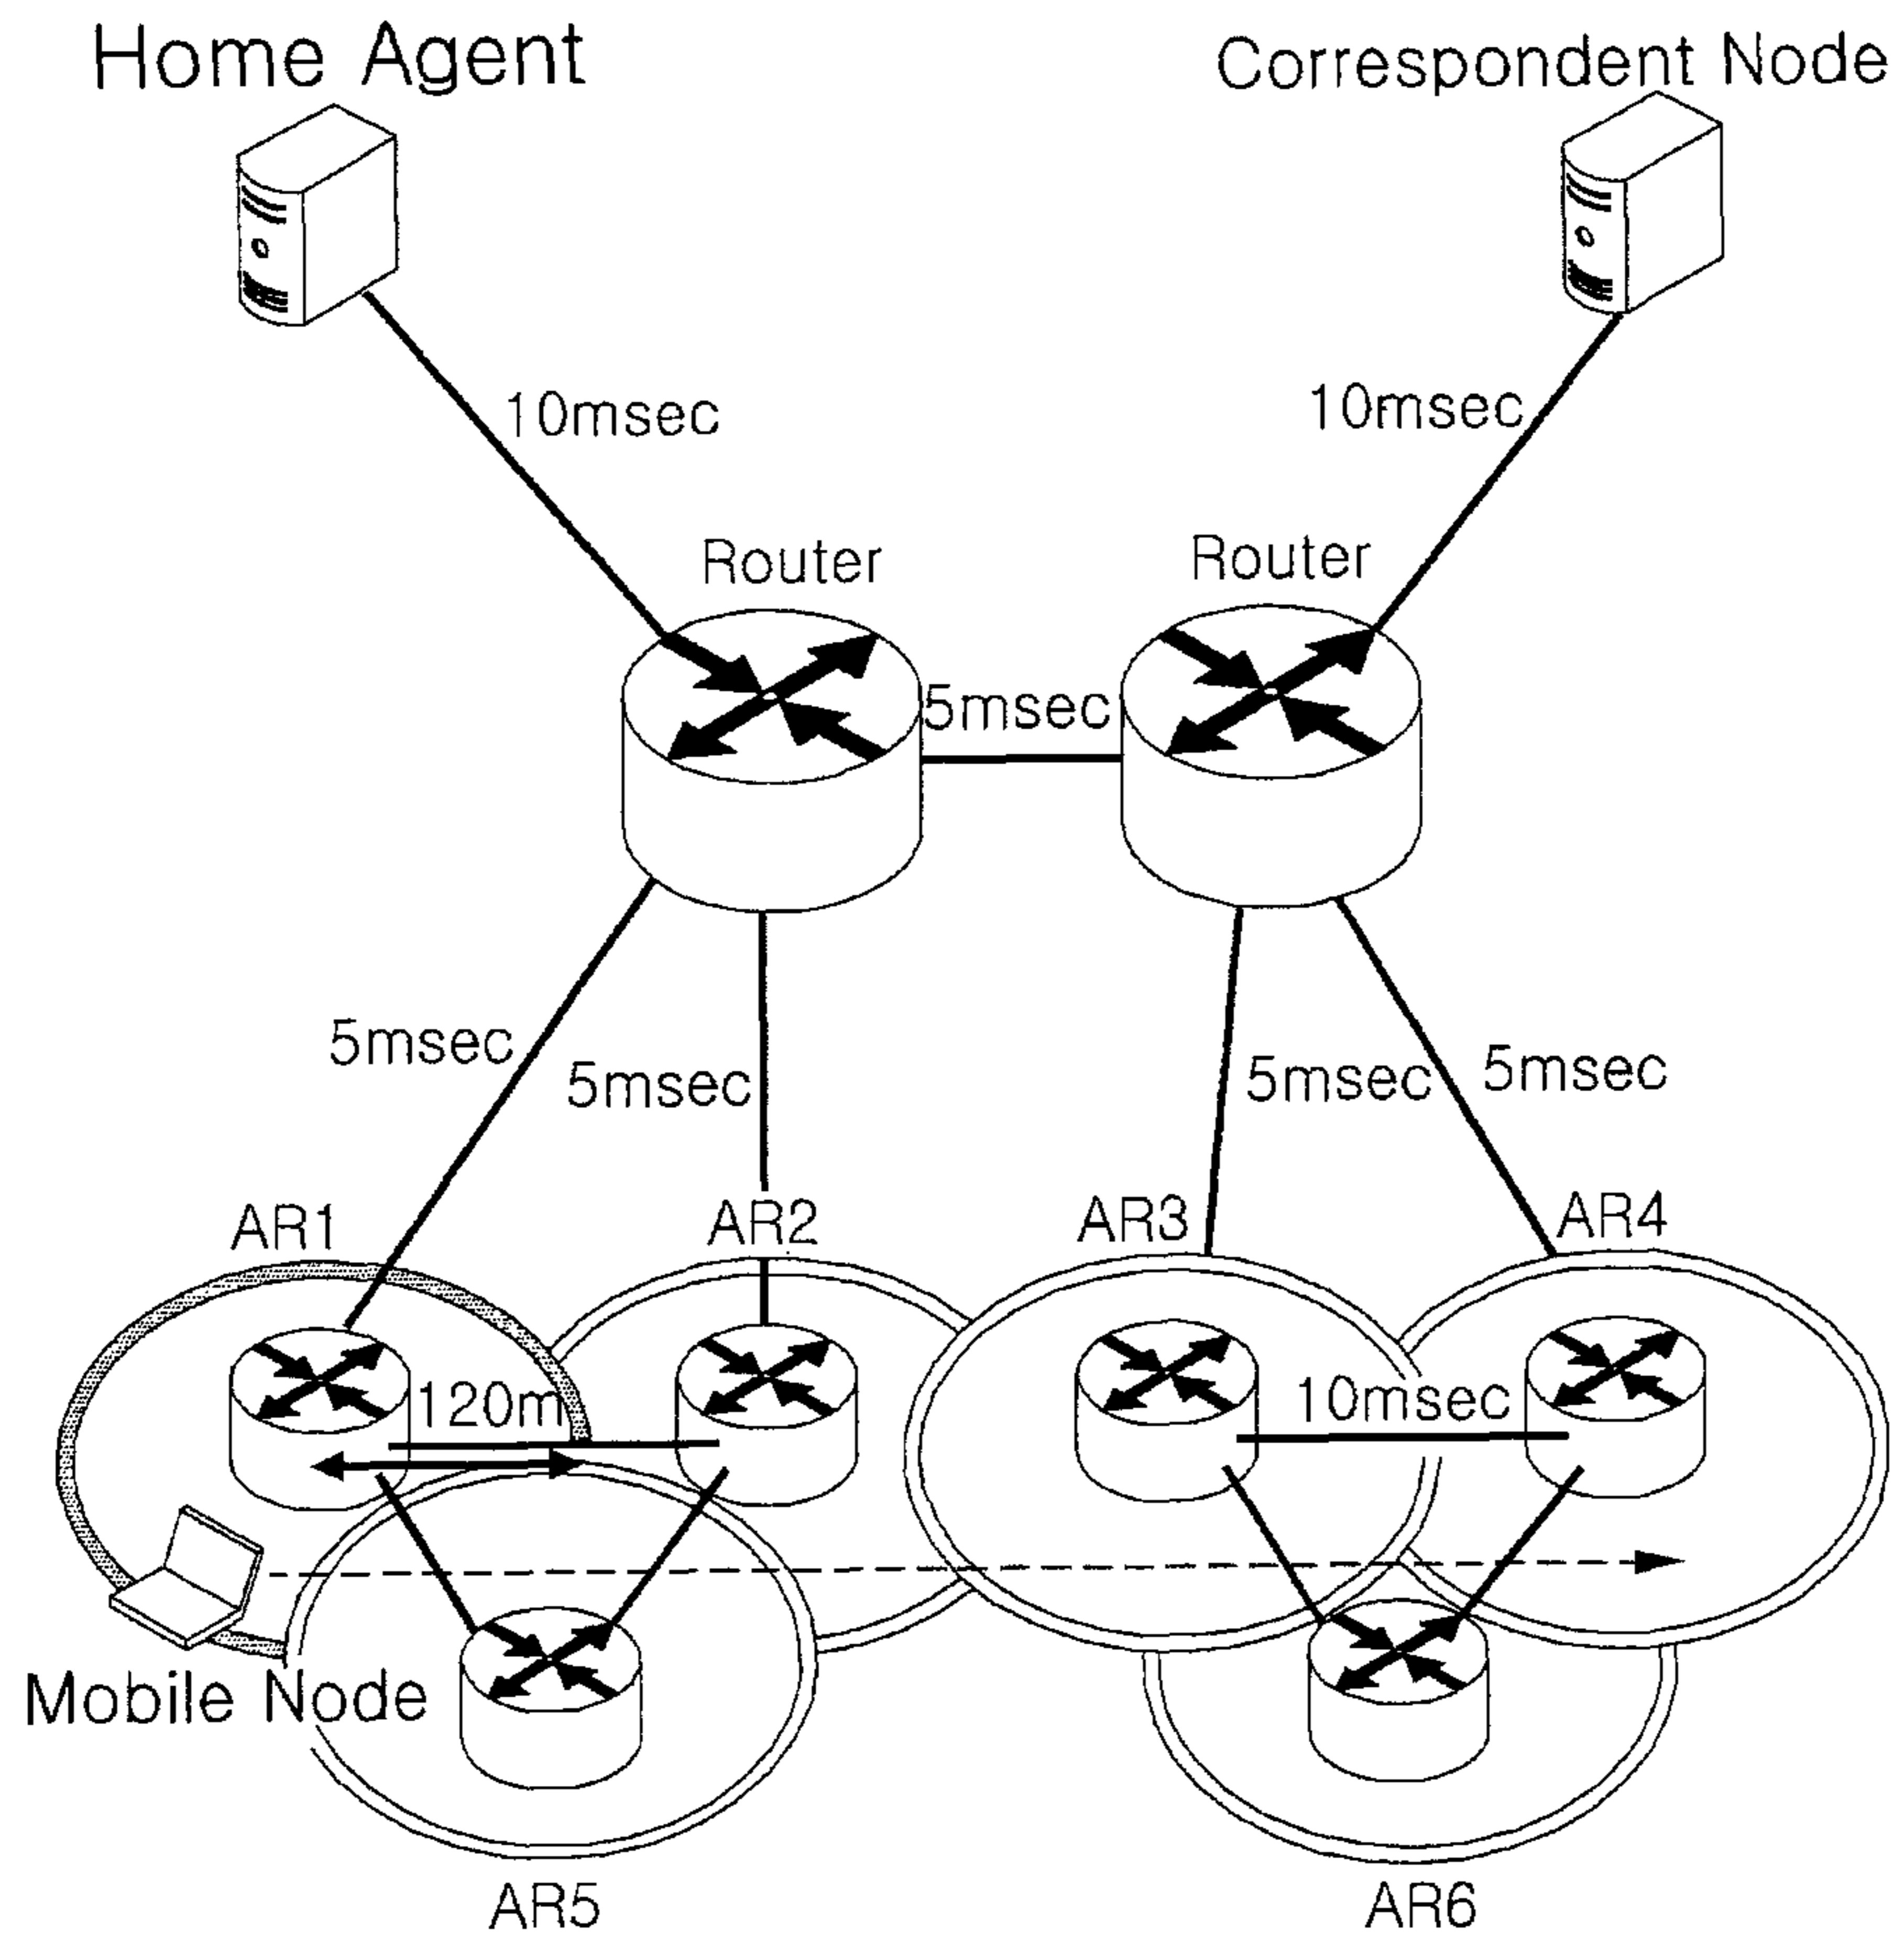 Home Agent
Correspondent Node
10msec
10msec
Router
Router
5msec
5msec
5msec
5msec
5msec
AR1
AR2
AR3
AR4
120m
10msec
Mobile Node
AR5
AR6